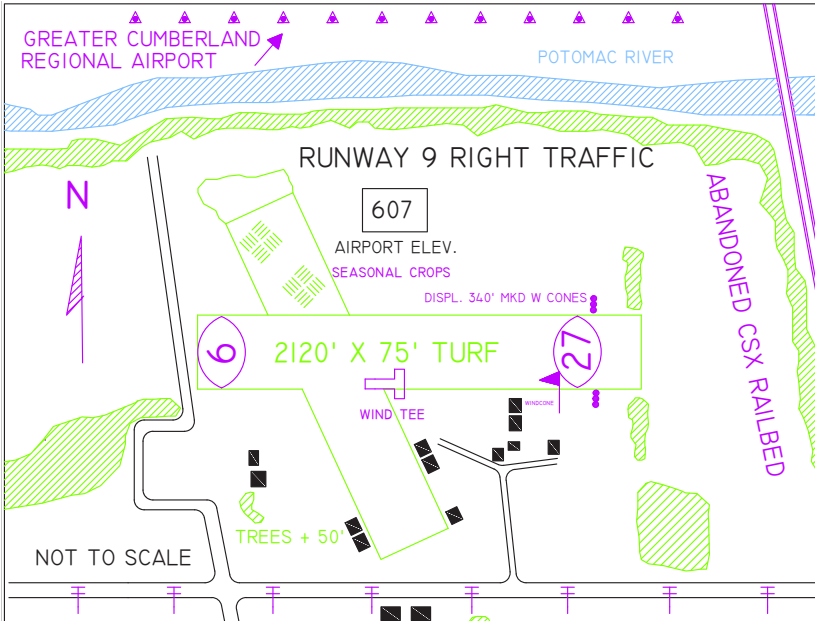 GREATER CUMBERLAND
REGIONAL AIRPORT
POTOMAC RIVER
RUNWAY 9 RIGHT TRAFFIC
N
607
AIRPORT ELEV.
SEASONAL CROPS
ABANDONED CSX RAILBED
DISPL. 340' MKD W CONES
6
2120' X 75' TURF
27
WIND TEE
WINDCONE
TREES + 50'
NOT TO SCALE